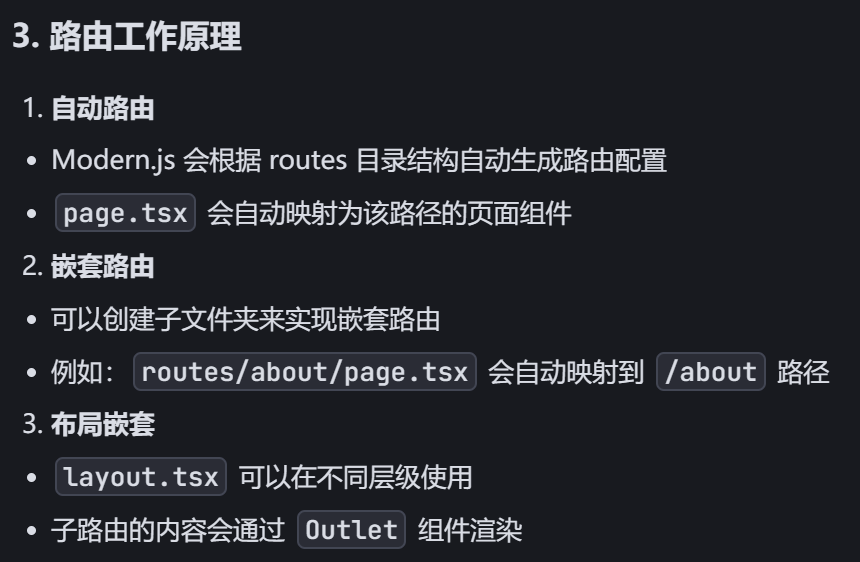 3. 路由工作原理
1. 自动路由
• Modern.js 会根据 routes 目录结构自动生成路由配置
• page.tsx 会自动映射为该路径的页面组件
2. 嵌套路由
• 可以创建子文件夹来实现嵌套路由
• 例如： routes/about/page.tsx 会自动映射到 /about 路径
3. 布局嵌套
• layout.tsx 可以在不同层级使用
• 子路由的内容会通过 Outlet 组件渲染